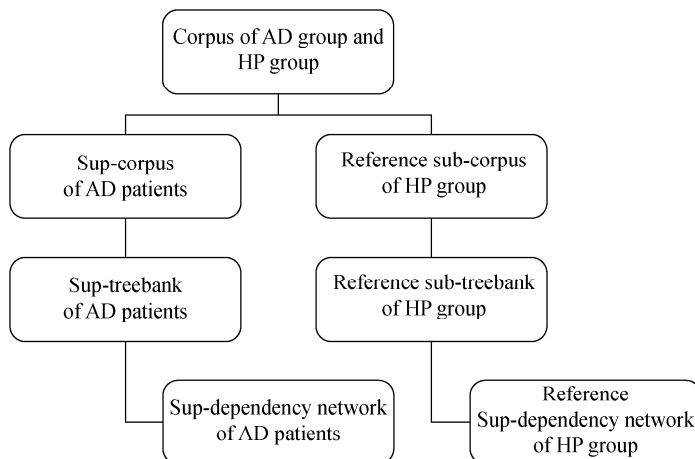 Corpus of AD group and
HP group
Sup-corpus
of AD patients
Reference sub-corpus
of HP group
Sup-treebank
of AD patients
Reference sub-treebank
of HP group
Sup-dependency network
of AD patients
Reference
Sup-dependency network
of HP group